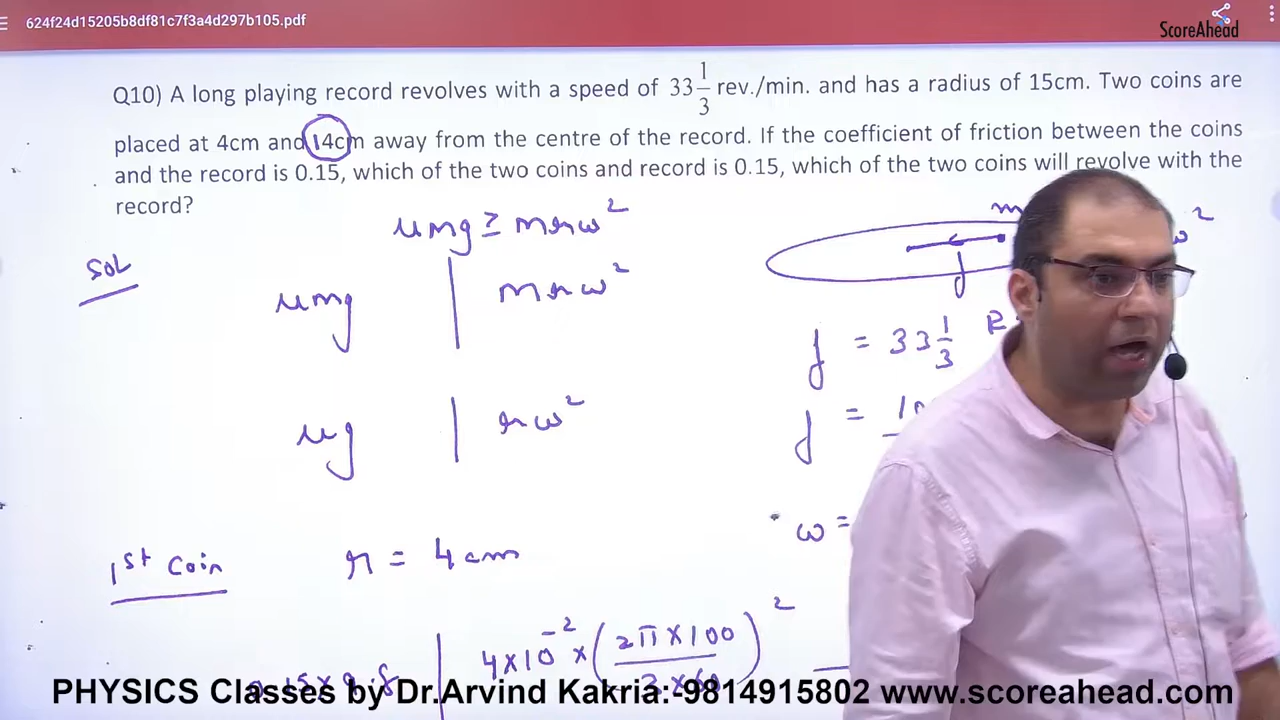 624f24d15205b8df81c7f3a4d297b105.pdf
ScoreAhead
Q10) A long playing record revolves with a speed of 33 1/3 rev./min. and has a radius of 15cm. Two coins are
placed at 4cm and 14cm away from the centre of the record. If the coefficient of friction between the coins
and the record is 0.15, which of the two coins and record is 0.15, which of the two coins will revolve with the
record?
μmg ≥ mrω²
Sol
μmg | mrω²
f
f = 33 1/3
μg | rω²
f =
ω =
1st Coin r = 4cm
4×10⁻² × (2π×100 / 3×60)²
0.15×9.8
PHYSICS Classes by Dr.Arvind Kakria:-9814915802 www.scoreahead.com